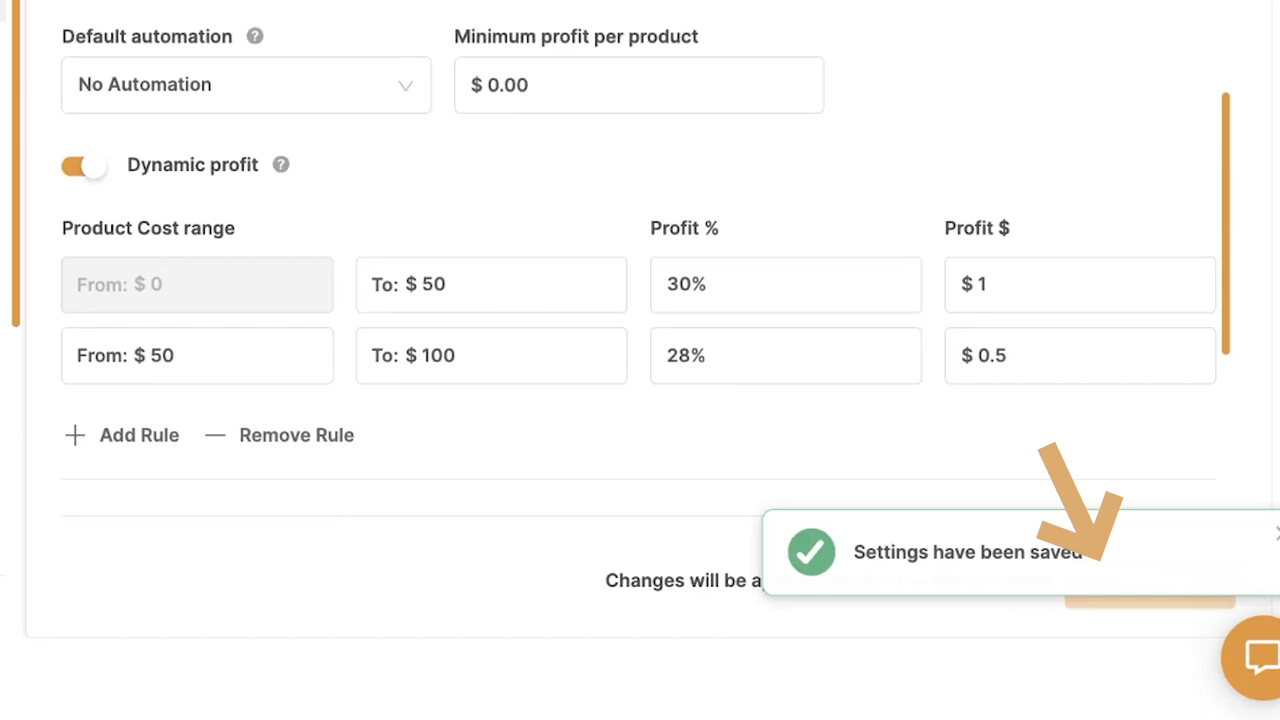 Default automation ?
Minimum profit per product
No Automation
$ 0.00
Dynamic profit ?
Product Cost range
Profit %
Profit $
From: $ 0
To: $ 50
30%
$ 1
From: $ 50
To: $ 100
28%
$ 0.5
Add Rule
Remove Rule
Settings have been saved
Changes will be a